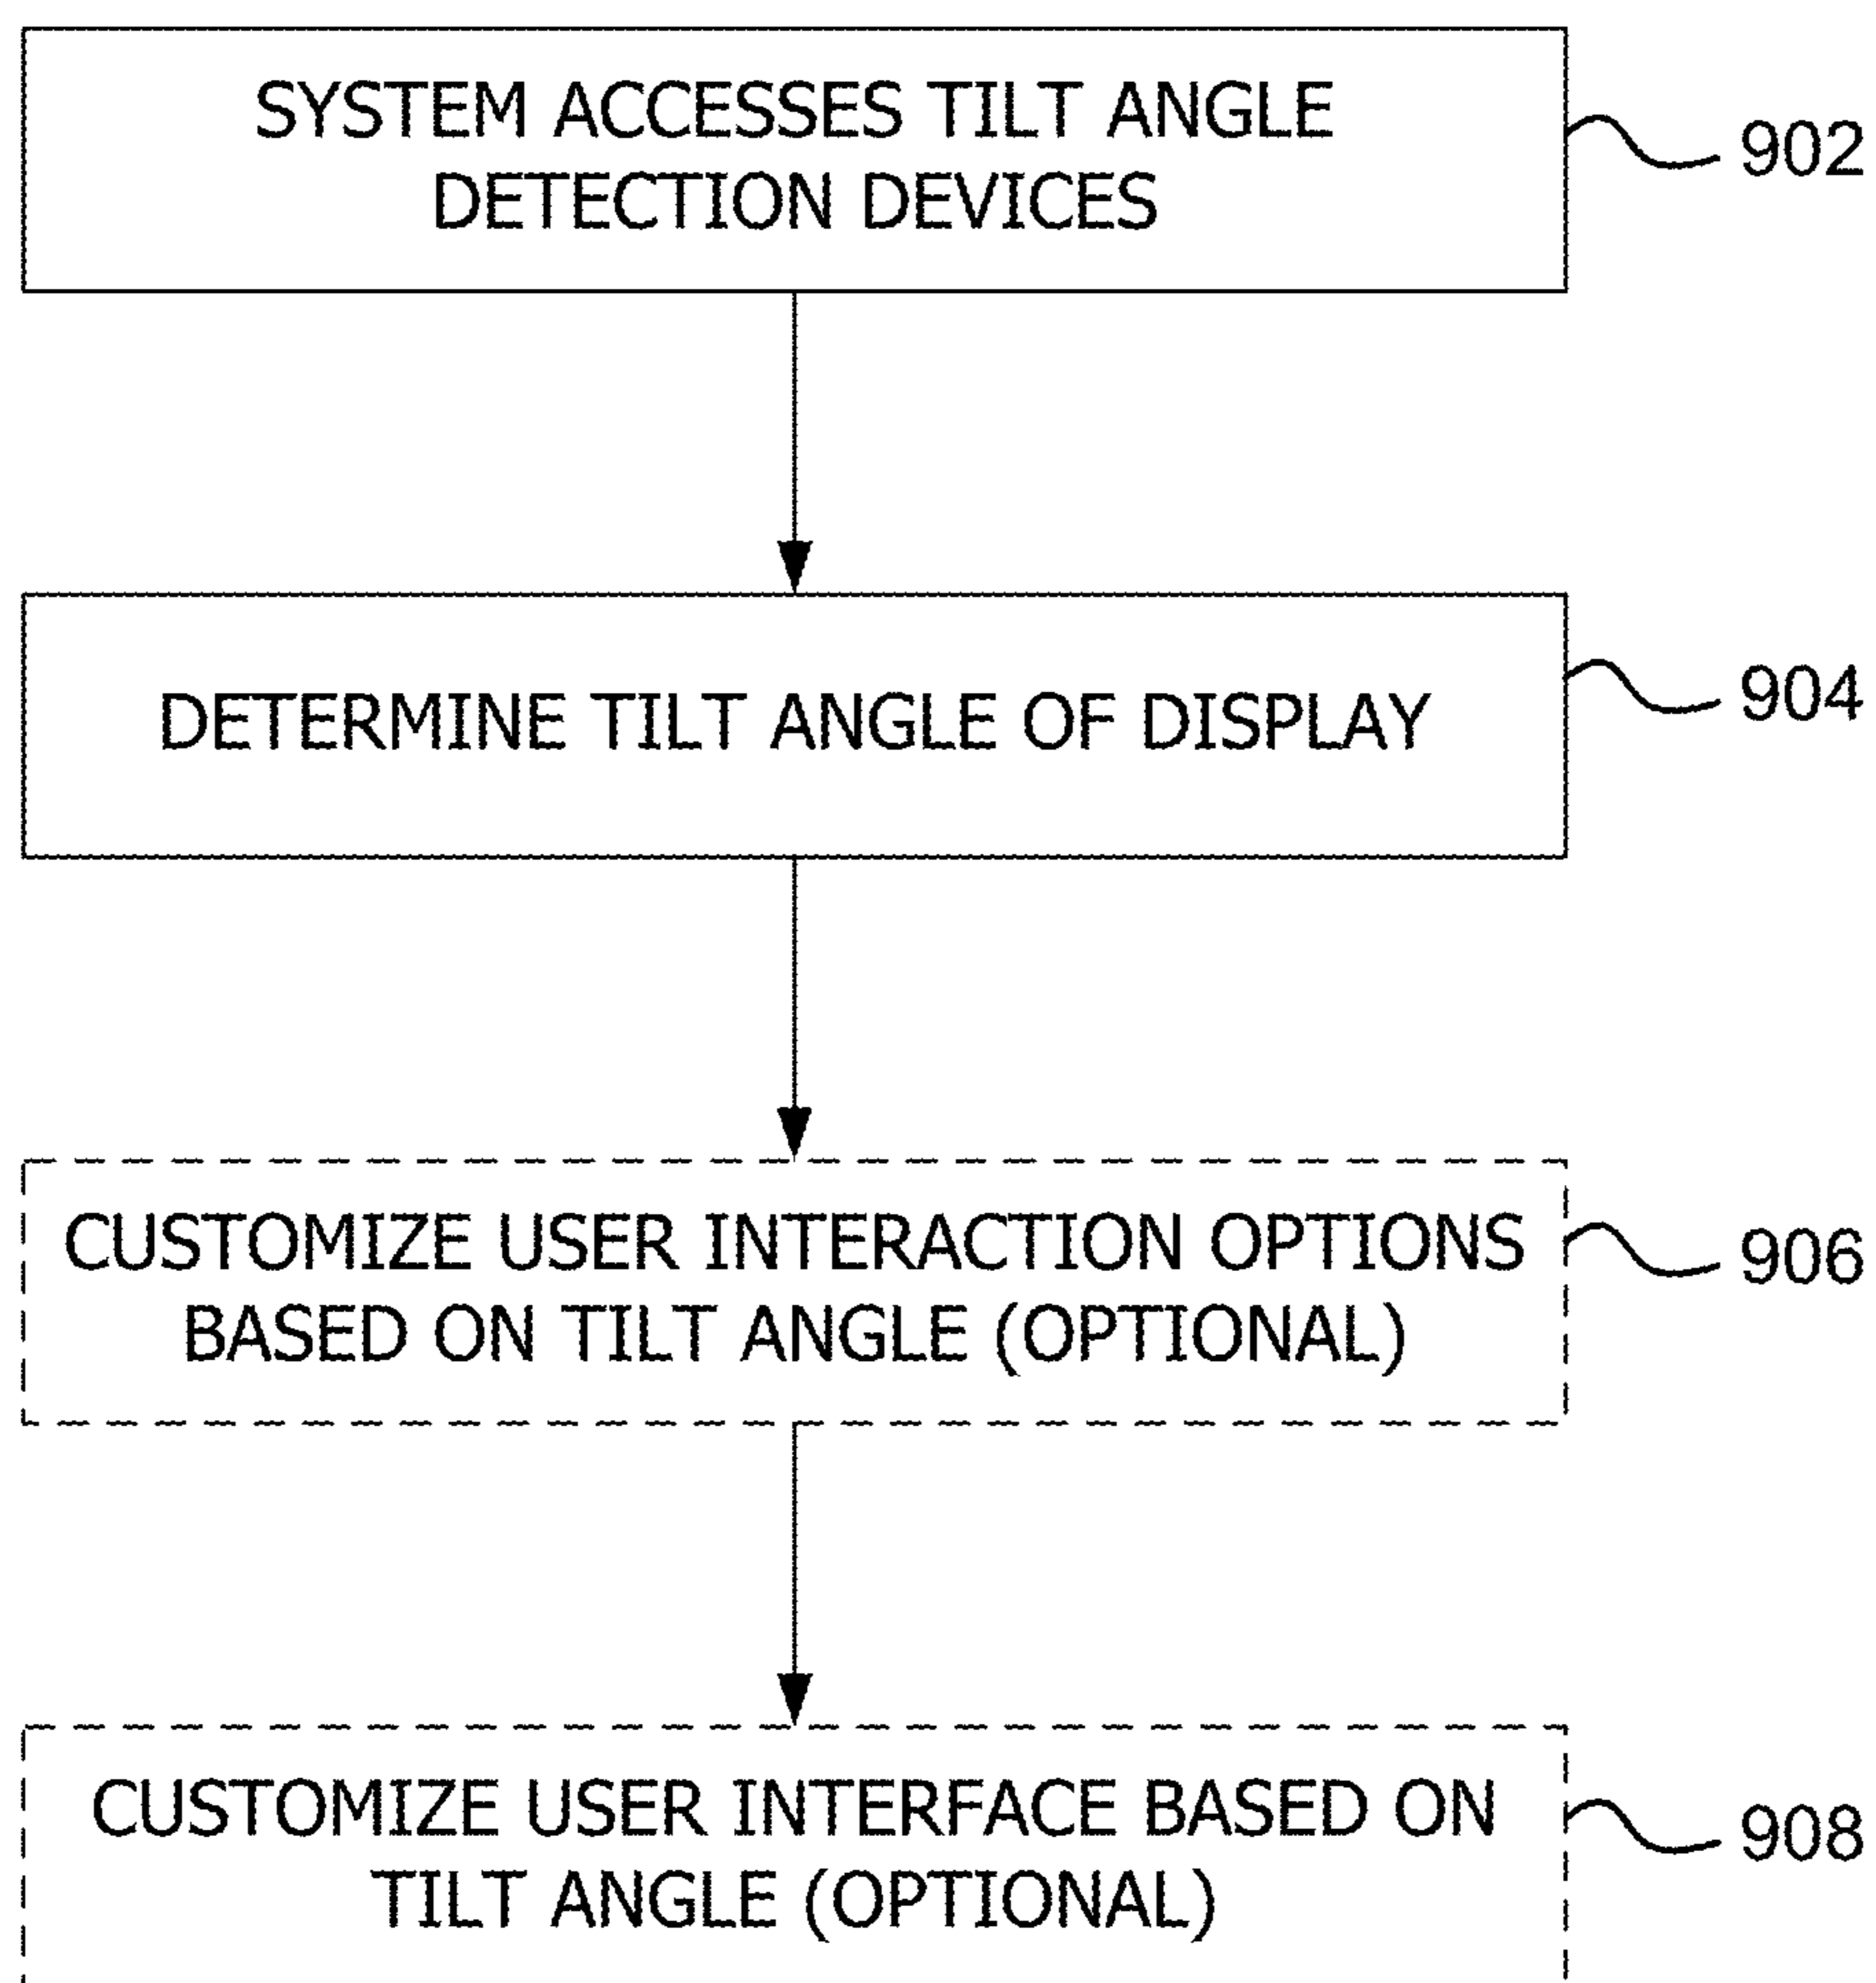 SYSTEM ACCESSES TILT ANGLE
DETECTION DEVICES
902
DETERMINE TILT ANGLE OF DISPLAY
904
CUSTOMIZE USER INTERACTION OPTIONS
BASED ON TILT ANGLE (OPTIONAL)
906
CUSTOMIZE USER INTERFACE BASED ON
TILT ANGLE (OPTIONAL)
908